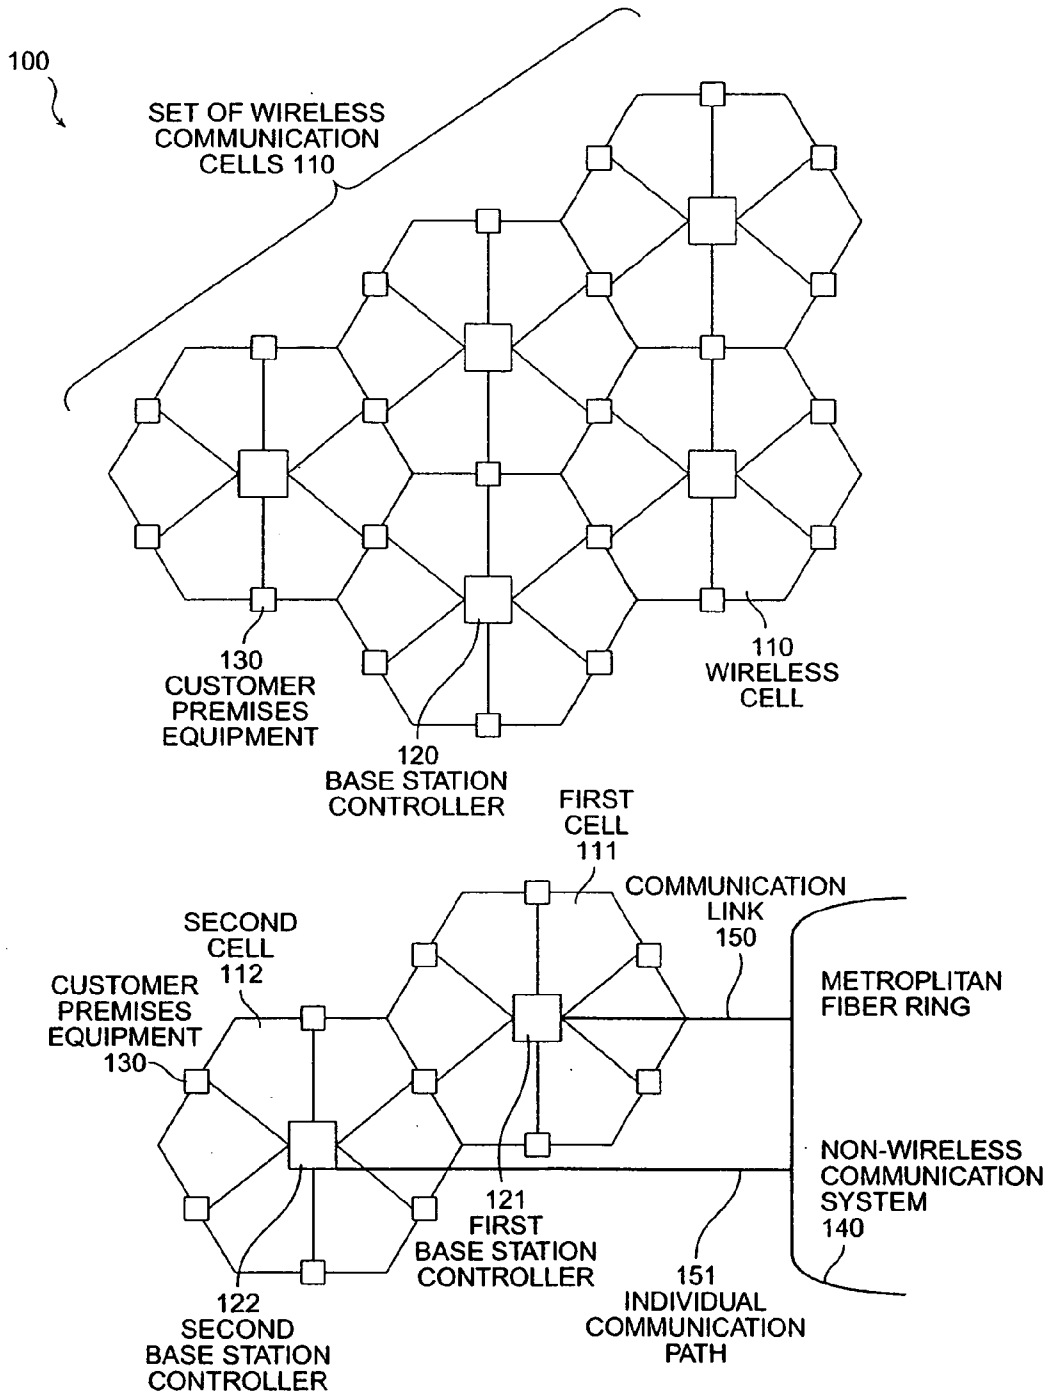 100
SET OF WIRELESS
COMMUNICATION
CELLS 110
130
CUSTOMER
PREMISES
EQUIPMENT
110
WIRELESS
CELL
120
BASE STATION
CONTROLLER
FIRST
CELL
111
COMMUNICATION
LINK
150
SECOND
CELL
112
CUSTOMER
PREMISES
EQUIPMENT
130
METROPLITAN
FIBER RING
NON-WIRELESS
COMMUNICATION
SYSTEM
140
121
FIRST
BASE STATION
CONTROLLER
151
INDIVIDUAL
COMMUNICATION
PATH
122
SECOND
BASE STATION
CONTROLLER